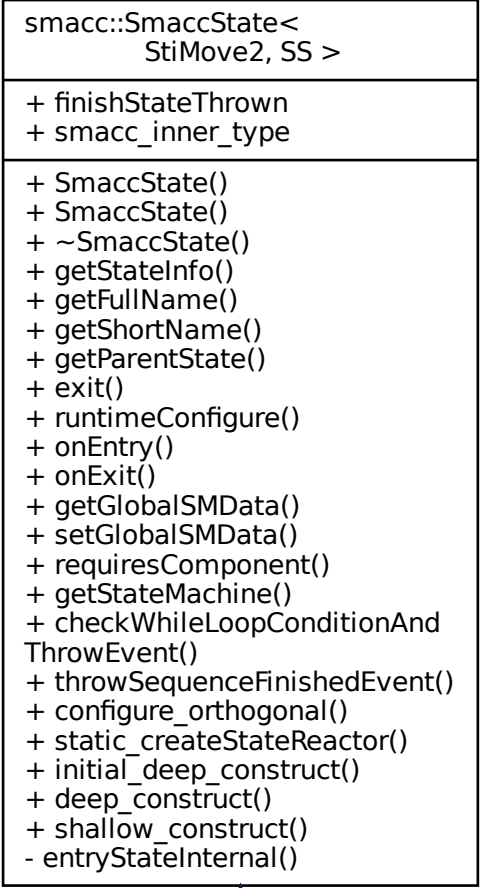 smacc::SmaccState<
StiMove2, SS >
+ finishStateThrown
+ smacc_inner_type
+ SmaccState()
+ SmaccState()
+ ~SmaccState()
+ getStateInfo()
+ getFullName()
+ getShortName()
+ getParentState()
+ exit()
+ runtimeConfigure()
+ onEntry()
+ onExit()
+ getGlobalSMData()
+ setGlobalSMData()
+ requiresComponent()
+ getStateMachine()
+ checkWhileLoopConditionAnd
ThrowEvent()
+ throwSequenceFinishedEvent()
+ configure_orthogonal()
+ static_createStateReactor()
+ initial_deep_construct()
+ deep_construct()
+ shallow_construct()
- entryStateInternal()